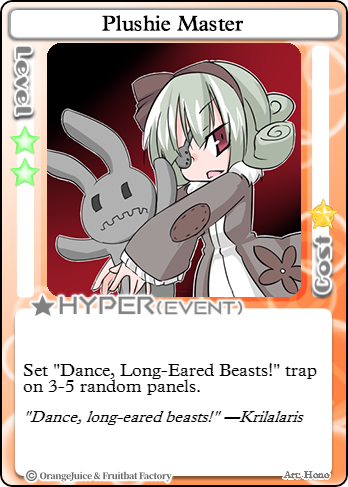 Plushie Master
Level
Cost
HYPER(EVENT)
Set "Dance, Long-Eared Beasts!" trap
on 3-5 random panels.
"Dance, long-eared beasts!" —Krilalaris
© OrangeJuice & Fruitbat Factory
Art: Hono